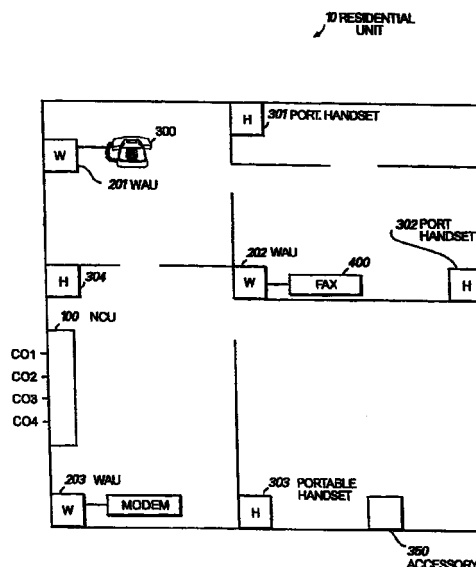 10 RESIDENTIAL
UNIT
H
301 PORT. HANDSET
300
W
201 WAU
302 PORT
HANDSET
202 WAU
400
H
304
W
FAX
H
100 NCU
CO1
CO2
CO3
CO4
203 WAU
303 PORTABLE
HANDSET
W
MODEM
H
350
ACCESSORY